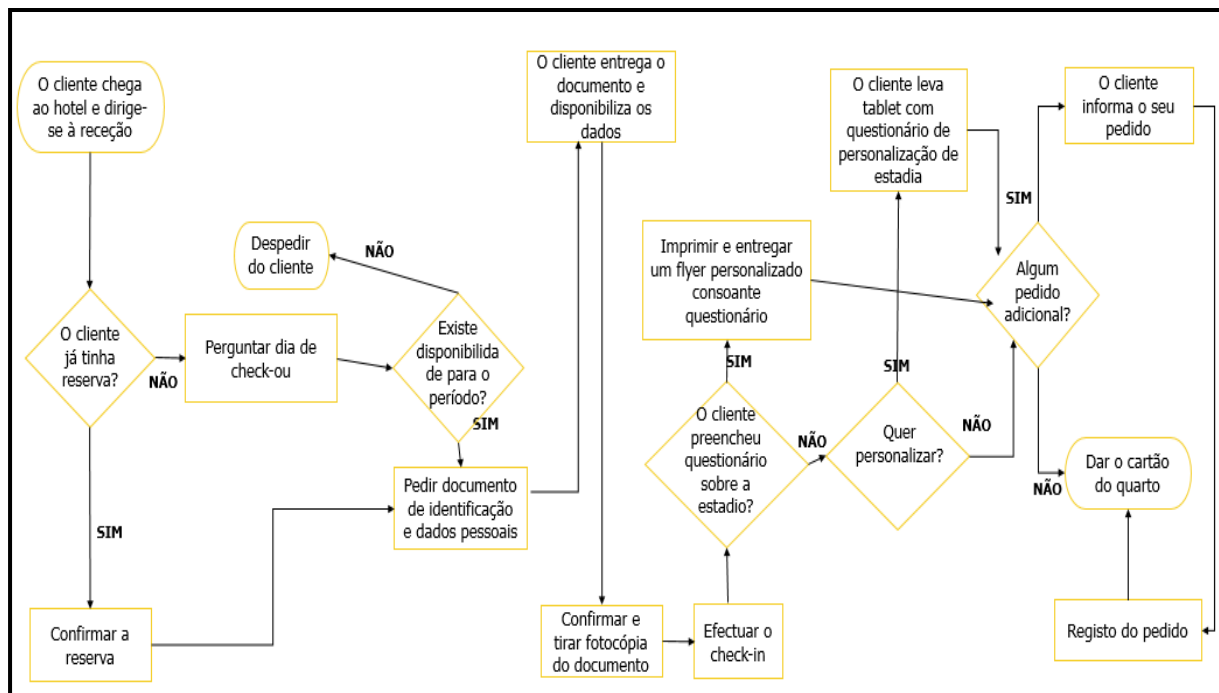 O cliente chega
ao hotel e dirige-
se à receção
O cliente
já tinha
reserva?
NÃO
SIM
Perguntar dia de
check-ou
Existe
disponibilida
de para o
período?
NÃO
SIM
Despedir
do cliente
Confirmar a
reserva
Pedir documento
de identificação
e dados pessoais
O cliente entrega o
documento e
disponibiliza os
dados
Confirmar e
tirar fotocópia
do documento
Efectuar o
check-in
O cliente
preencheu
questionário
sobre a
estadio?
SIM
NÃO
Imprimir e entregar
um flyer personalizado
consoante
questionário
Quer
personalizar?
SIM
NÃO
O cliente leva
tablet com
questionário de
personalização de
estadia
Algum
pedido
adicional?
SIM
NÃO
O cliente
informa o seu
pedido
Registo do pedido
Dar o cartão
do quarto